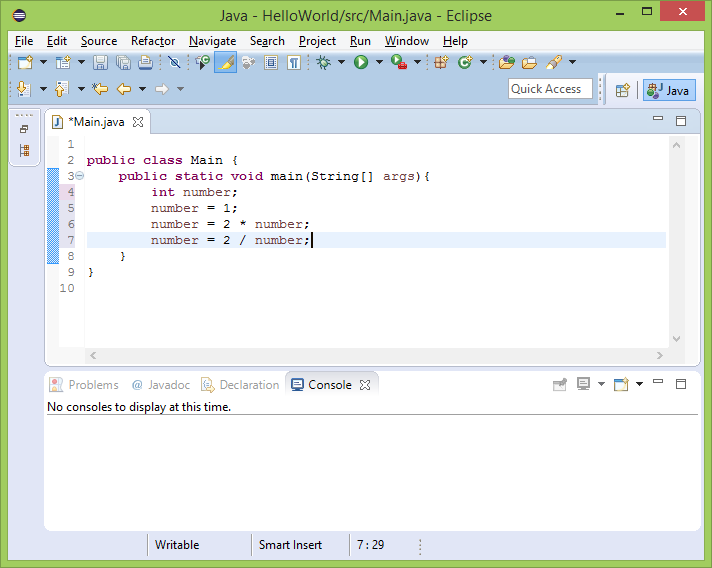 Java - HelloWorld/src/Main.java - Eclipse
File Edit Source Refactor Navigate Search Project Run Window Help
Quick Access Java
*Main.java
1
2 public class Main {
3 public static void main(String[] args){
4 int number;
5 number = 1;
6 number = 2 * number;
7 number = 2 / number;
8 }
9 }
10
Problems @ Javadoc Declaration Console
No consoles to display at this time.
Writable Smart Insert 7 : 29